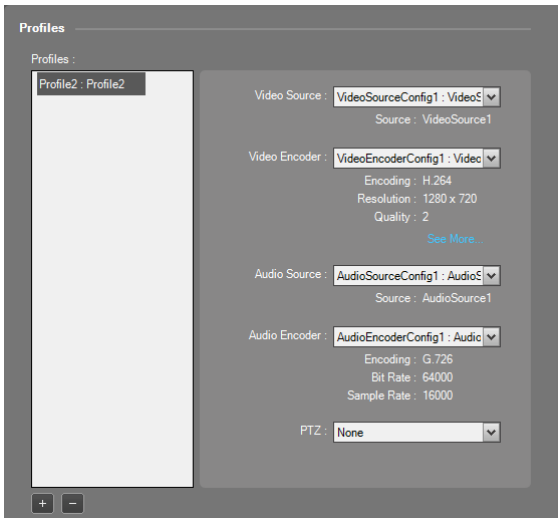 Profiles
Profiles :
Profile2 : Profile2
Video Source : VideoSourceConfig1 : VideoS
Source : VideoSource1
Video Encoder : VideoEncoderConfig1 : Videc
Encoding : H.264
Resolution : 1280 x 720
Quality : 2
See More...
Audio Source : AudioSourceConfig1 : AudioS
Source : AudioSource1
Audio Encoder : AudioEncoderConfig1 : Audic
Encoding : G.726
Bit Rate : 64000
Sample Rate : 16000
PTZ : None
+ −